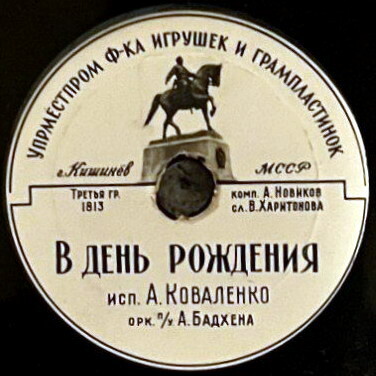 УПРМЕСТПРОМ Ф-КА ИГРУШЕК И ГРАМПЛАСТИНОК
г. Кишинёв МССР
ТРЕТЬЯ ГР. КОМП. А. НОВИКОВ
1813 СЛ. В. ХАРИТОНОВА
В ДЕНЬ РОЖДЕНИЯ
ИСП. А. КОВАЛЕНКО
ОРК. П/У А. БАДХЕНА